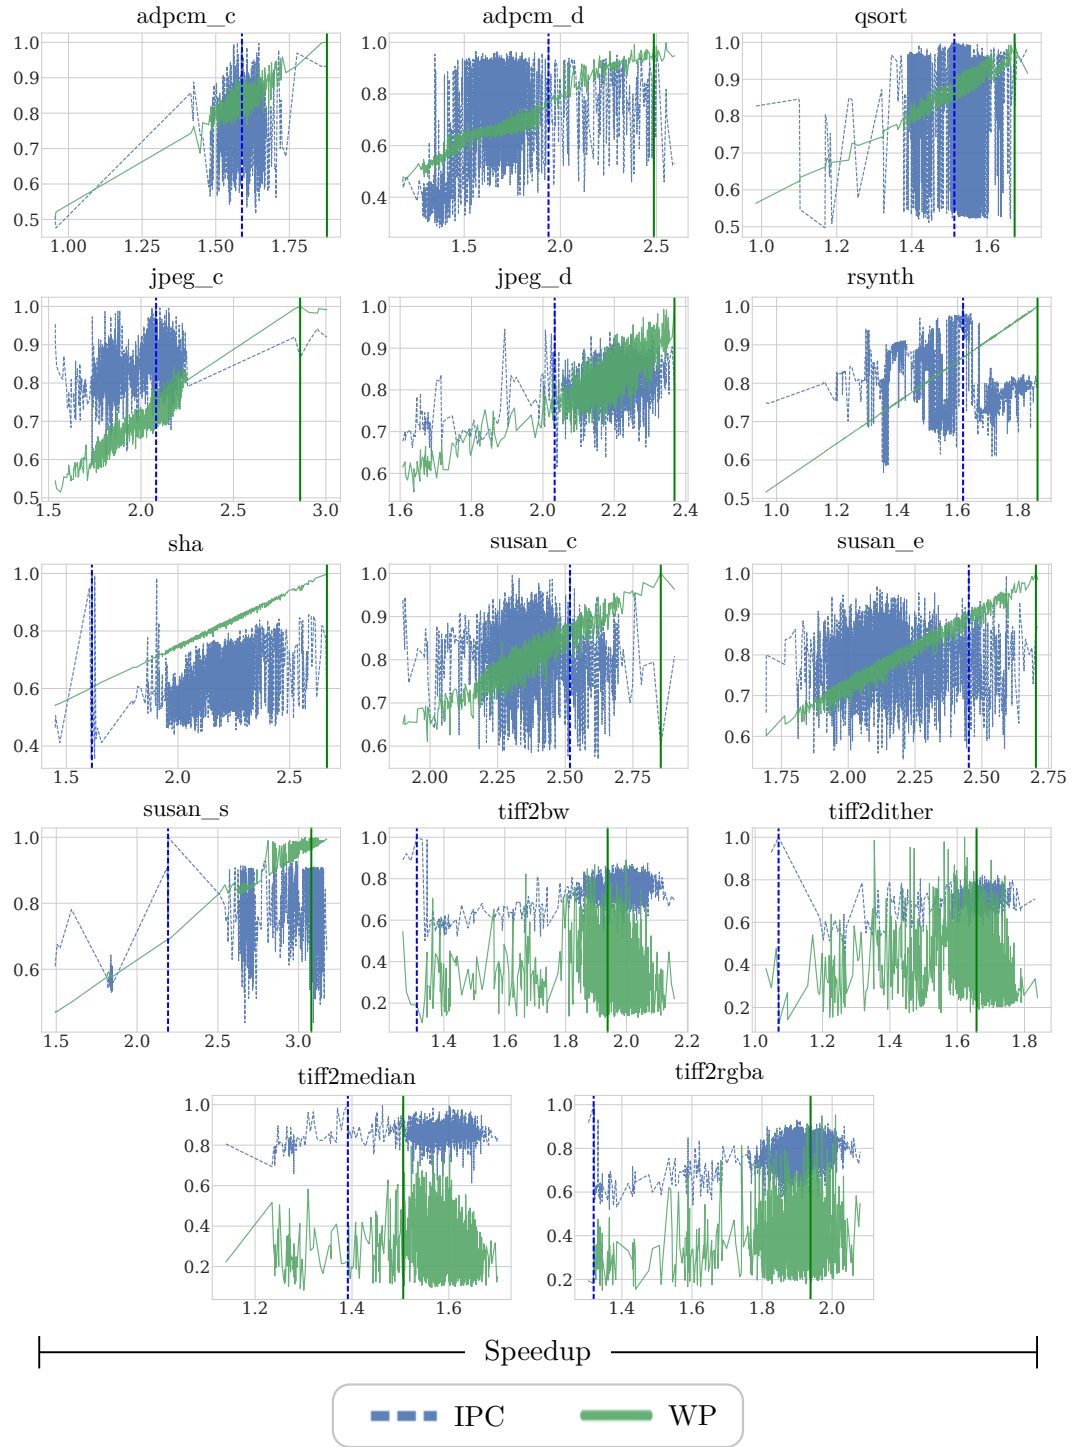 adpcm_c adpcm_d qsort
1.0 1.0 1.0
0.9 0.9
0.8 0.8 0.8
0.7 0.7
0.6 0.6 0.6
0.5 0.4 0.5
1.00 1.25 1.50 1.75 1.5 2.0 2.5 1.0 1.2 1.4 1.6
jpeg_c jpeg_d rsynth
1.0 1.0 1.0
0.9 0.9 0.9
0.8 0.8 0.8
0.7 0.7 0.7
0.6 0.6 0.6
0.5 0.5
1.5 2.0 2.5 3.0 1.6 1.8 2.0 2.2 2.4 1.0 1.2 1.4 1.6 1.8
sha susan_c susan_e
1.0 1.0 1.0
0.9 0.9
0.8 0.8 0.8
0.6 0.7 0.7
0.4 0.6 0.6
1.5 2.0 2.5 2.00 2.25 2.50 2.75 1.75 2.00 2.25 2.50 2.75
susan_s tiff2bw tiff2dither
1.0 1.0 1.0
0.8 0.8 0.8
0.6 0.6
0.6 0.4 0.4
0.2 0.2
1.5 2.0 2.5 3.0 1.4 1.6 1.8 2.0 2.2 1.0 1.2 1.4 1.6 1.8
tiff2median tiff2rgba
1.0 1.0
0.8 0.8
0.6 0.6
0.4 0.4
0.2 0.2
1.2 1.4 1.6 1.4 1.6 1.8 2.0
Speedup
IPC WP